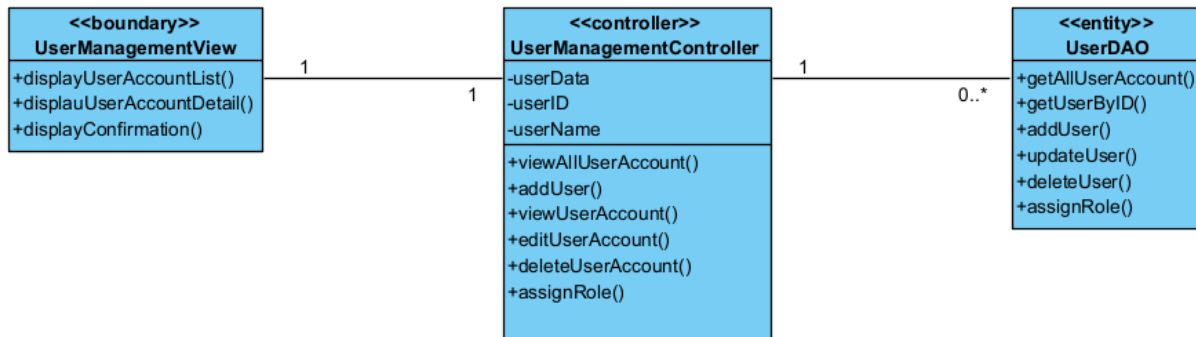 <<boundary>>
UserManagementView
+displayUserAccountList()
+displauUserAccountDetail()
+displayConfirmation()
1
1
<<controller>>
UserManagementController
-userData
-userID
-userName
+viewAllUserAccount()
+addUser()
+viewUserAccount()
+editUserAccount()
+deleteUserAccount()
+assignRole()
1
0..*
<<entity>>
UserDAO
+getAllUserAccount()
+getUserByID()
+addUser()
+updateUser()
+deleteUser()
+assignRole()